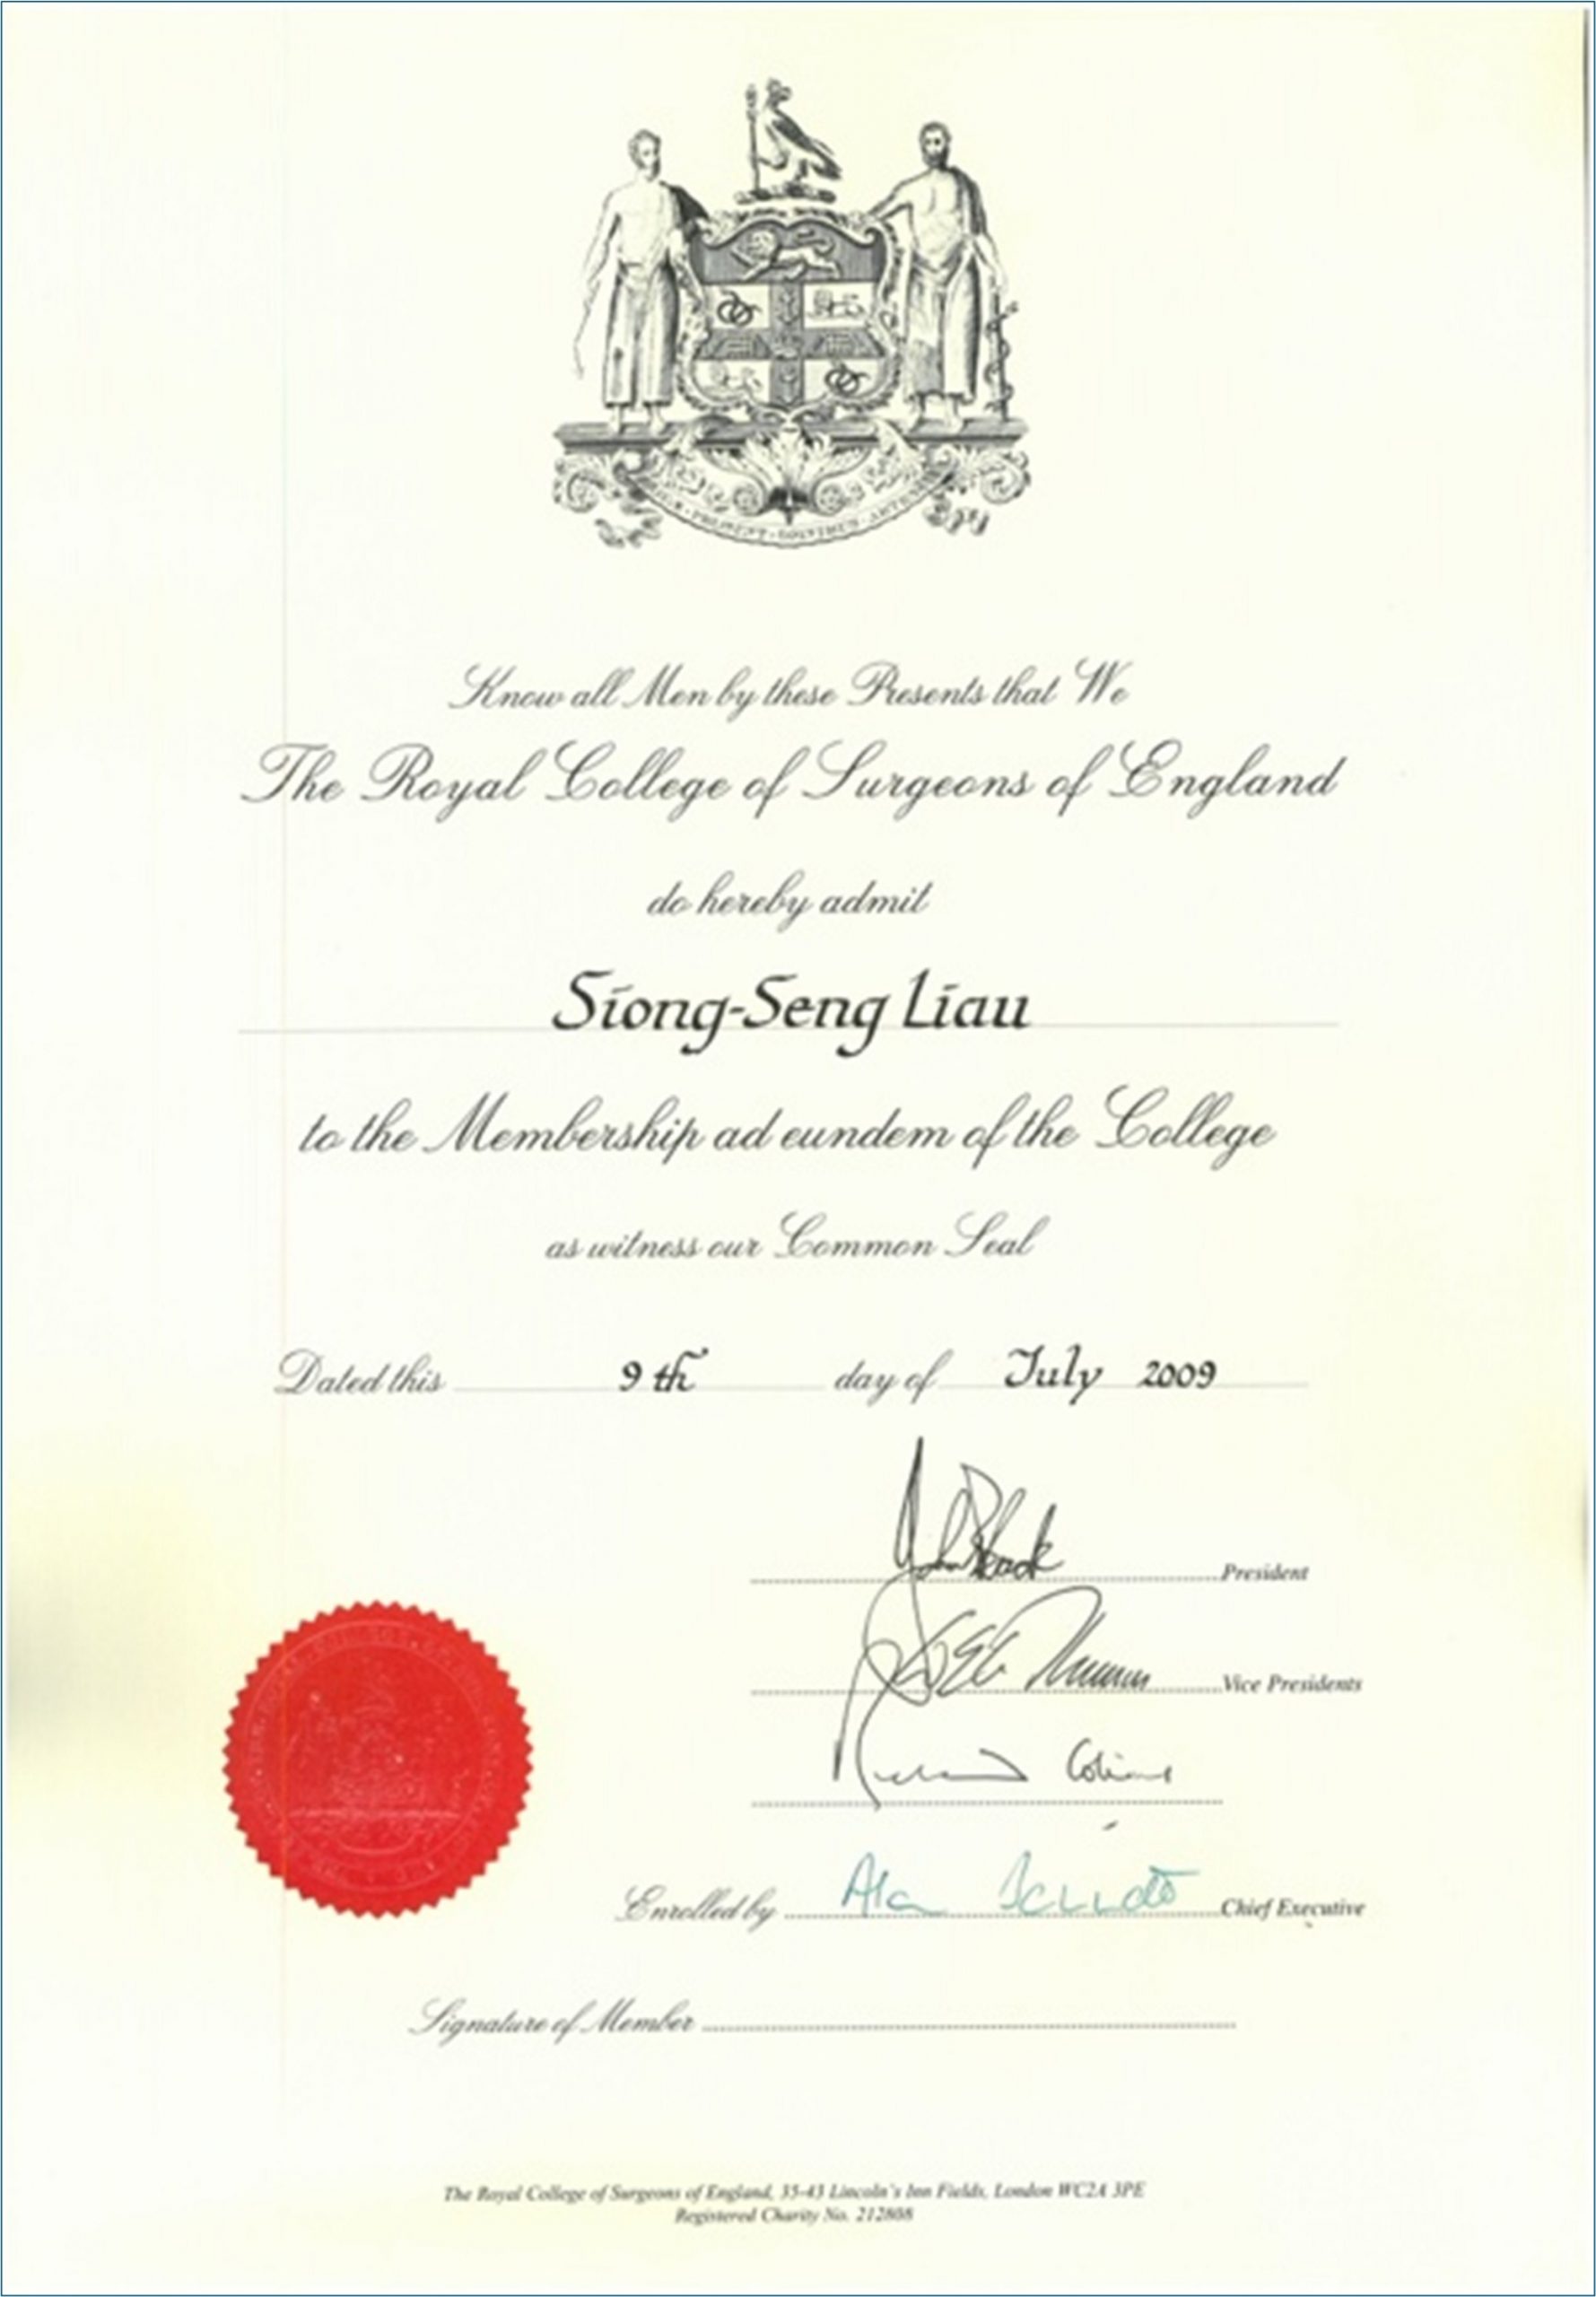 Know all Men by these Presents that We
The Royal College of Surgeons of England
do hereby admit
Siong-Seng Liau
to the Membership ad eundem of the College
as witness our Common Seal
Dated this 9th day of July 2009
President
Vice Presidents
Enrolled by Chief Executive
Signature of Member
The Royal College of Surgeons of England, 35-43 Lincoln's Inn Fields, London WC2A 3PE
Registered Charity No. 212808